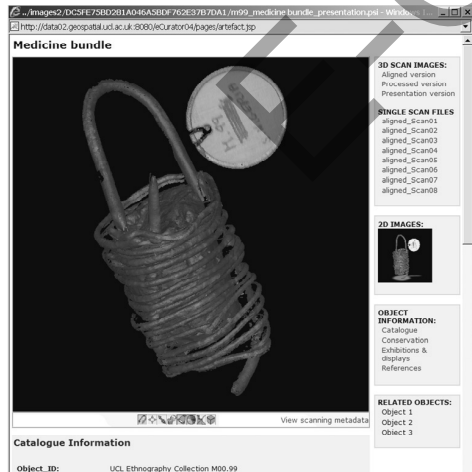 ../images2/DC5FE75BD2B1A046A5BDF762E37B7DA1/m99_medicine bundle_presentation.psi - Windows I...
http://data02.geospatial.ucl.ac.uk:8080/eCurator04/pages/artefact.jsp
Medicine bundle
M.99
3D SCAN IMAGES:
Aligned version
Processed version
Presentation version
SINGLE SCAN FILES
aligned_Scan01
aligned_Scan02
aligned_Scan03
aligned_Scan04
aligned_Scan05
aligned_Scan06
aligned_Scan07
aligned_Scan08
2D IMAGES:
OBJECT
INFORMATION:
Catalogue
Conservation
Exhibitions &
displays
References
RELATED OBJECTS:
Object 1
Object 2
Object 3
View scanning metadata
Catalogue Information
Object_ID: UCL Ethnography Collection M00.99